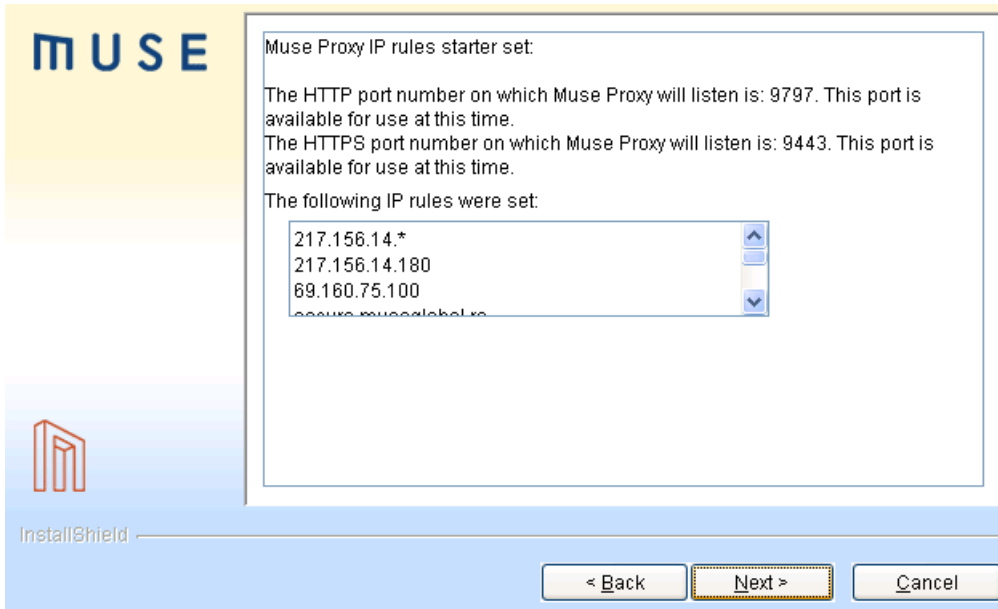 MUSE
Muse Proxy IP rules starter set:
The HTTP port number on which Muse Proxy will listen is: 9797. This port is
available for use at this time.
The HTTPS port number on which Muse Proxy will listen is: 9443. This port is
available for use at this time.
The following IP rules were set:
217.156.14.*
217.156.14.180
69.160.75.100
secure.museglobal.ro
InstallShield
< Back
Next >
Cancel